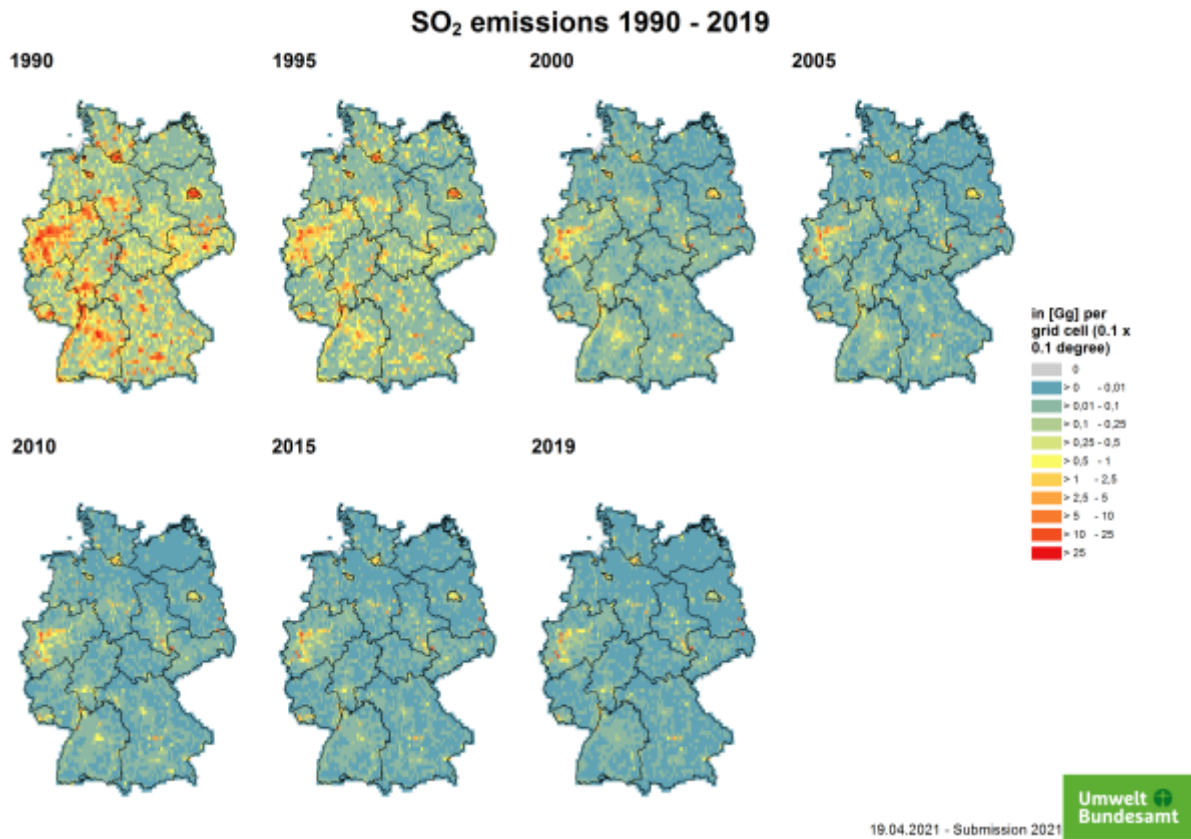 SO₂ emissions 1990 - 2019
1990
1995
2000
2005
in [Gg] per
grid cell (0.1 x
0.1 degree)
0
> 0 - 0,01
> 0,01 - 0,1
> 0,1 - 0,25
> 0,25 - 0,5
> 0,5 - 1
> 1 - 2,5
> 2,5 - 5
> 5 - 10
> 10 - 25
> 25
2010
2015
2019
Umwelt
Bundesamt
19.04.2021 - Submission 2021